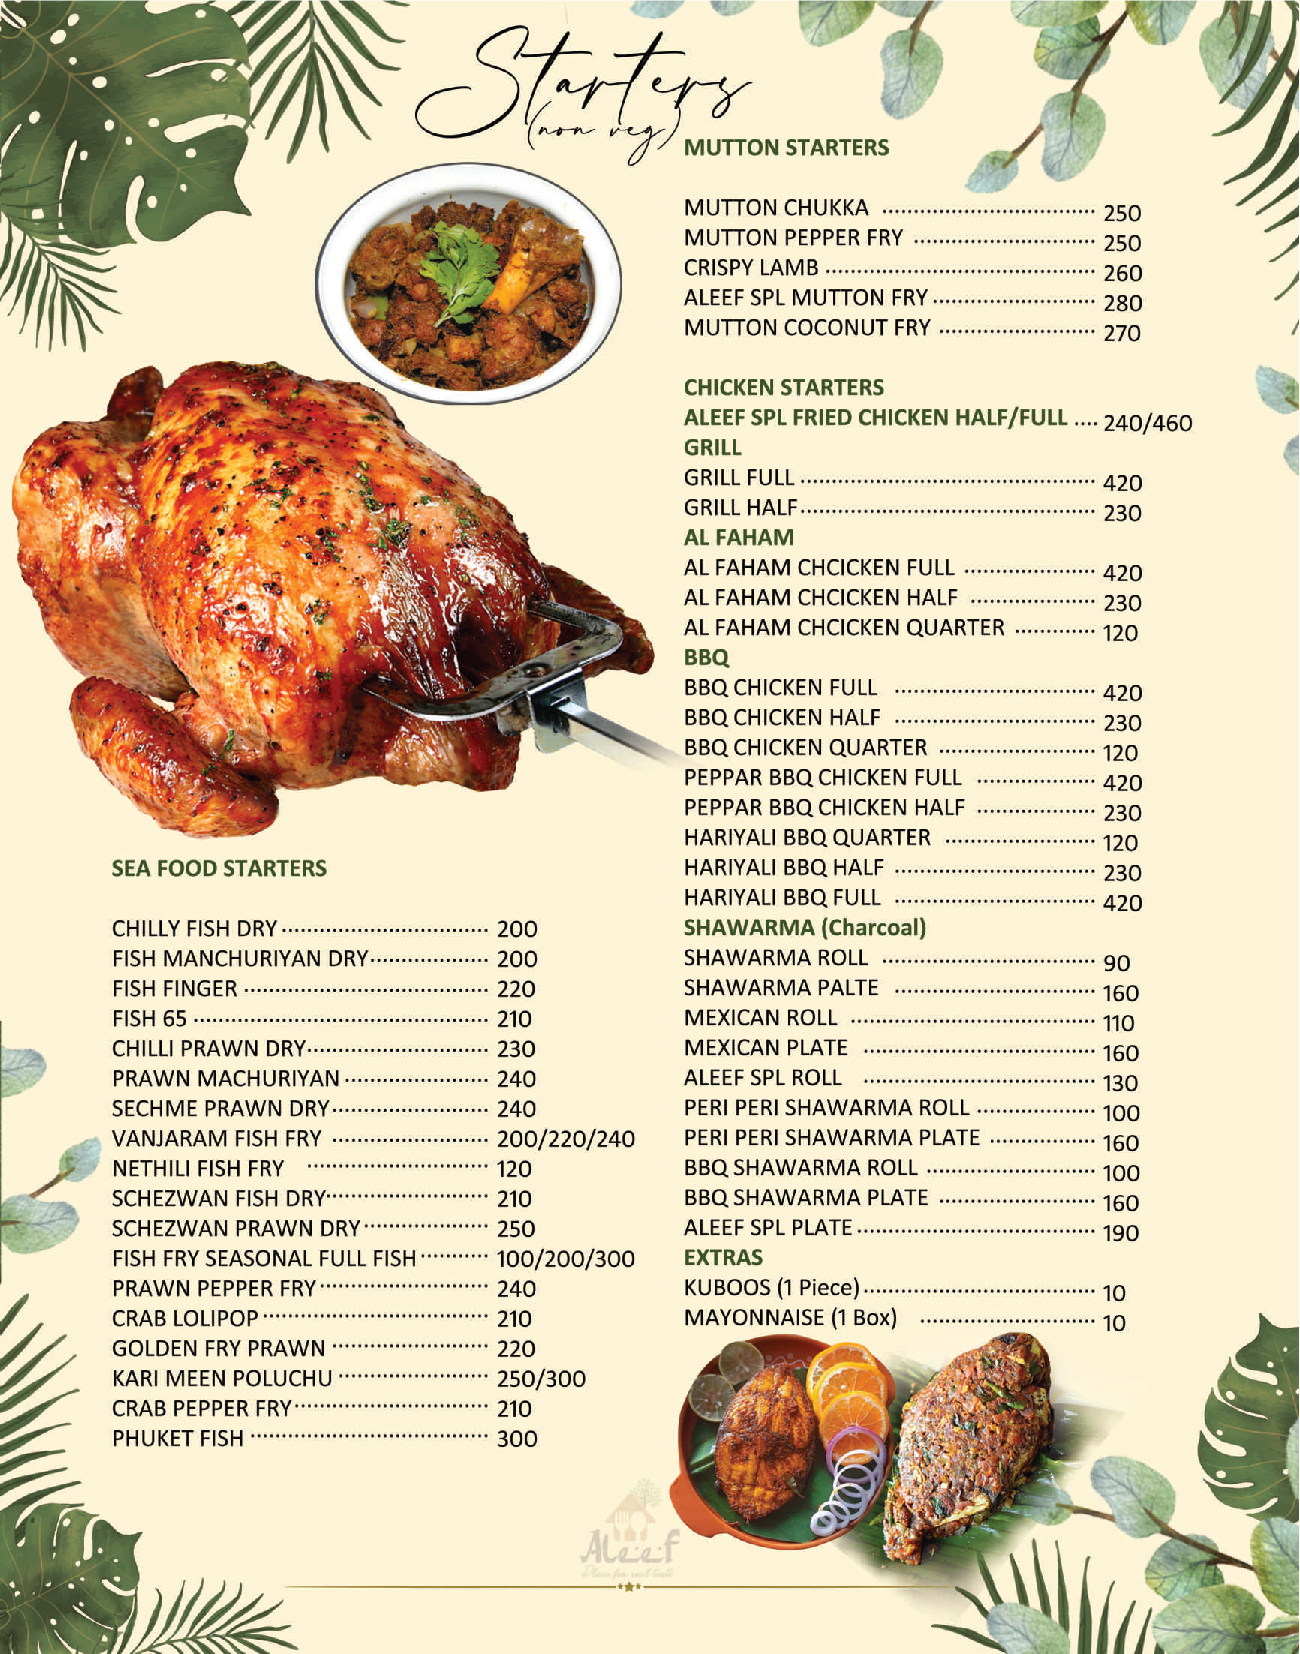 Starters
(non veg)
MUTTON STARTERS
MUTTON CHUKKA 250
MUTTON PEPPER FRY 250
CRISPY LAMB 260
ALEEF SPL MUTTON FRY 280
MUTTON COCONUT FRY 270
CHICKEN STARTERS
ALEEF SPL FRIED CHICKEN HALF/FULL 240/460
GRILL
GRILL FULL 420
GRILL HALF 230
AL FAHAM
AL FAHAM CHCICKEN FULL 420
AL FAHAM CHCICKEN HALF 230
AL FAHAM CHCICKEN QUARTER 120
BBQ
BBQ CHICKEN FULL 420
BBQ CHICKEN HALF 230
BBQ CHICKEN QUARTER 120
PEPPAR BBQ CHICKEN FULL 420
PEPPAR BBQ CHICKEN HALF 230
HARIYALI BBQ QUARTER 120
HARIYALI BBQ HALF 230
HARIYALI BBQ FULL 420
SHAWARMA (Charcoal)
SHAWARMA ROLL 90
SHAWARMA PALTE 160
MEXICAN ROLL 110
MEXICAN PLATE 160
ALEEF SPL ROLL 130
PERI PERI SHAWARMA ROLL 100
PERI PERI SHAWARMA PLATE 160
BBQ SHAWARMA ROLL 100
BBQ SHAWARMA PLATE 160
ALEEF SPL PLATE 190
EXTRAS
KUBOOS (1 Piece) 10
MAYONNAISE (1 Box) 10
SEA FOOD STARTERS
CHILLY FISH DRY 200
FISH MANCHURIYAN DRY 200
FISH FINGER 220
FISH 65 210
CHILLI PRAWN DRY 230
PRAWN MACHURIYAN 240
SECHME PRAWN DRY 240
VANJARAM FISH FRY 200/220/240
NETHILI FISH FRY 120
SCHEZWAN FISH DRY 210
SCHEZWAN PRAWN DRY 250
FISH FRY SEASONAL FULL FISH 100/200/300
PRAWN PEPPER FRY 240
CRAB LOLIPOP 210
GOLDEN FRY PRAWN 220
KARI MEEN POLUCHU 250/300
CRAB PEPPER FRY 210
PHUKET FISH 300
Aleef
Place for real taste